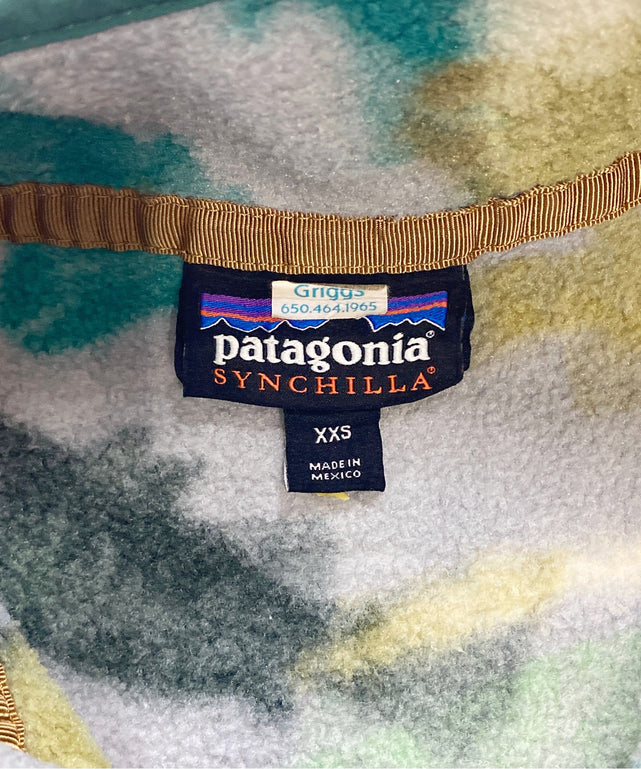 Griggs
650.464.1965
patagonia®
SYNCHILLA®
XXS
MADE IN
MEXICO